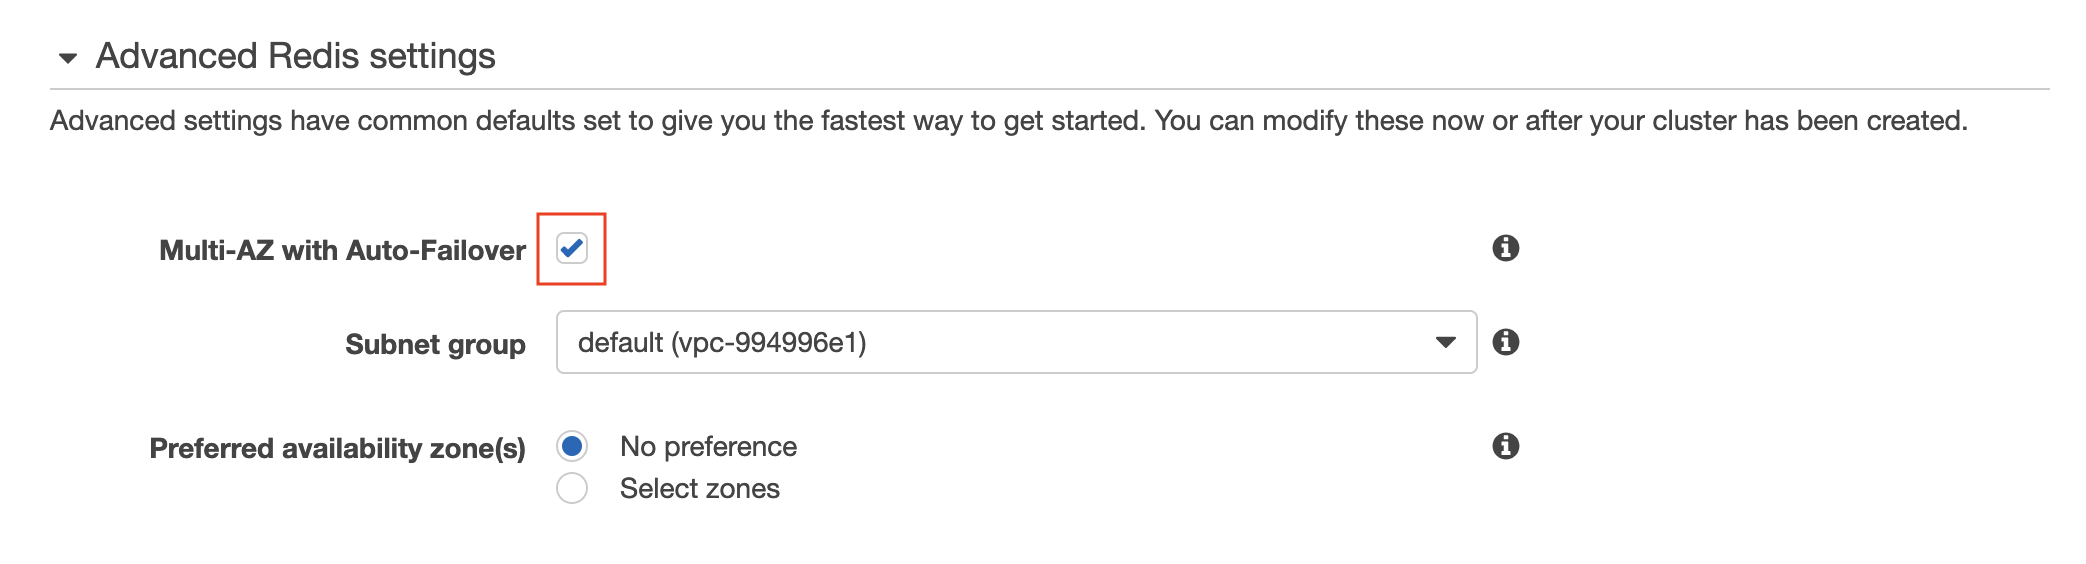 Advanced Redis settings
Advanced settings have common defaults set to give you the fastest way to get started. You can modify these now or after your cluster has been created.
Multi-AZ with Auto-Failover
Subnet group default (vpc-994996e1)
Preferred availability zone(s) No preference
Select zones